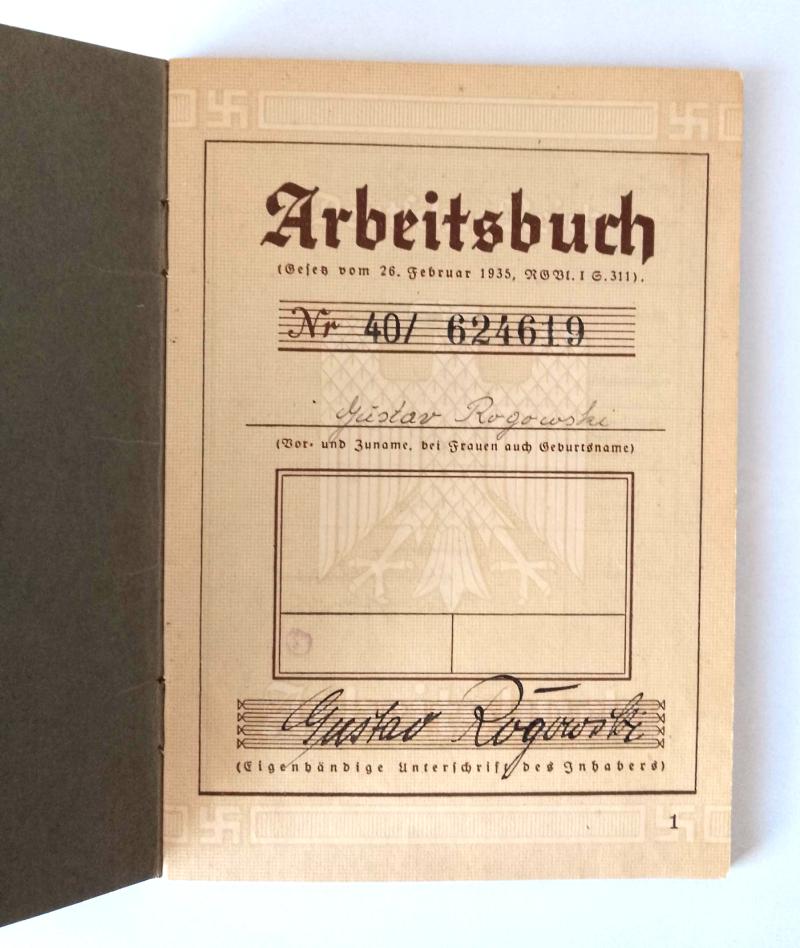 Arbeitsbuch
(Gesetz vom 26. Februar 1935, RGBl. I S. 311).
Nr 40/ 624619
Gustav Rogowski
(Vor- und Zuname, bei Frauen auch Geburtsname)
Gustav Rogowski
(Eigenhändige Unterschrift des Inhabers)
1